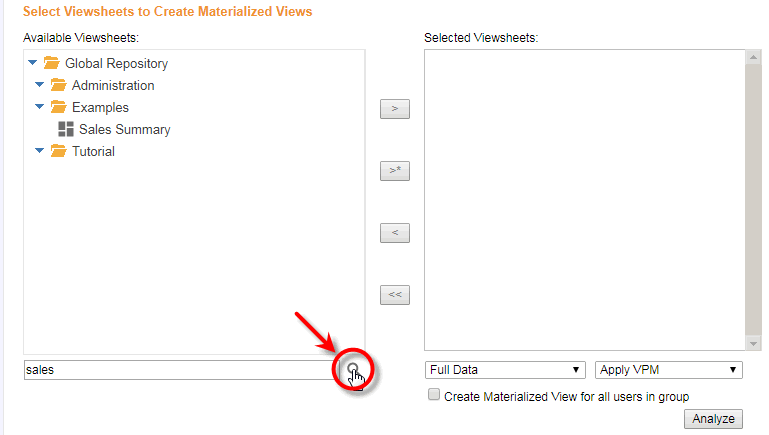 Select Viewsheets to Create Materialized Views
Available Viewsheets:
Selected Viewsheets:
Global Repository
Administration
Examples
Sales Summary
Tutorial
>
>*
<
<<
sales
Full Data
Apply VPM
Create Materialized View for all users in group
Analyze